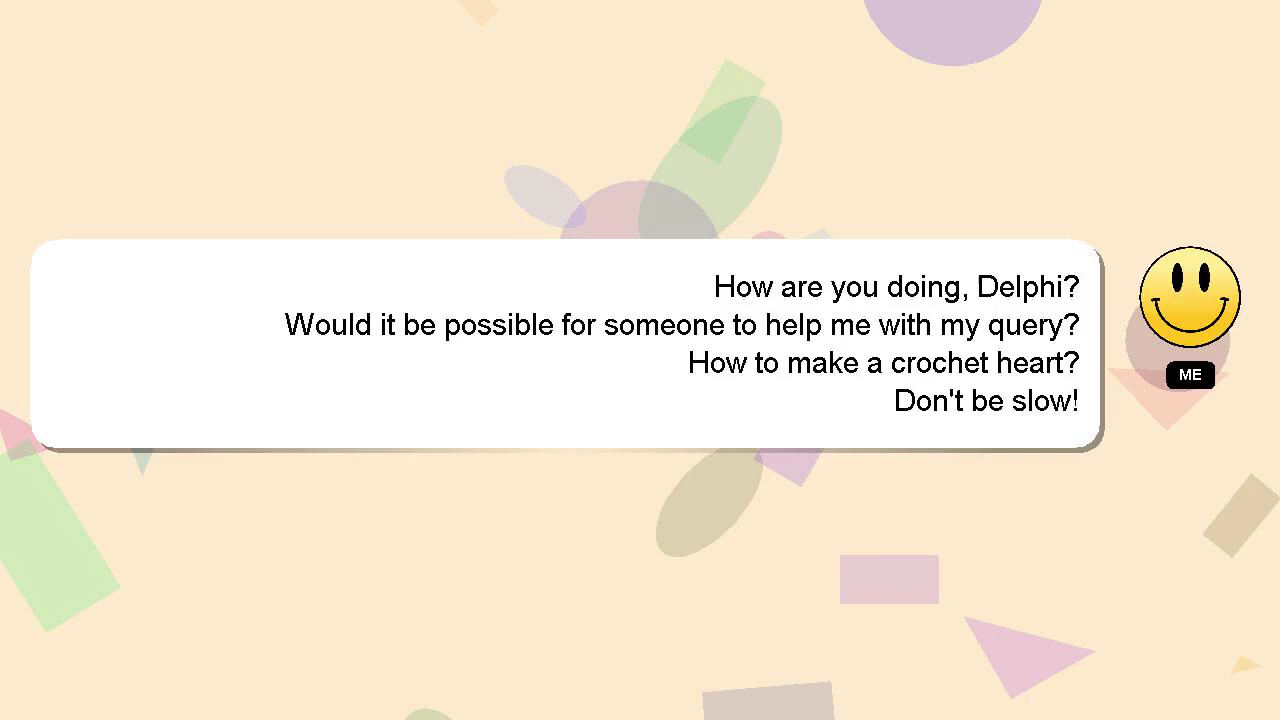 How are you doing, Delphi?
Would it be possible for someone to help me with my query?
How to make a crochet heart?
Don't be slow!
ME